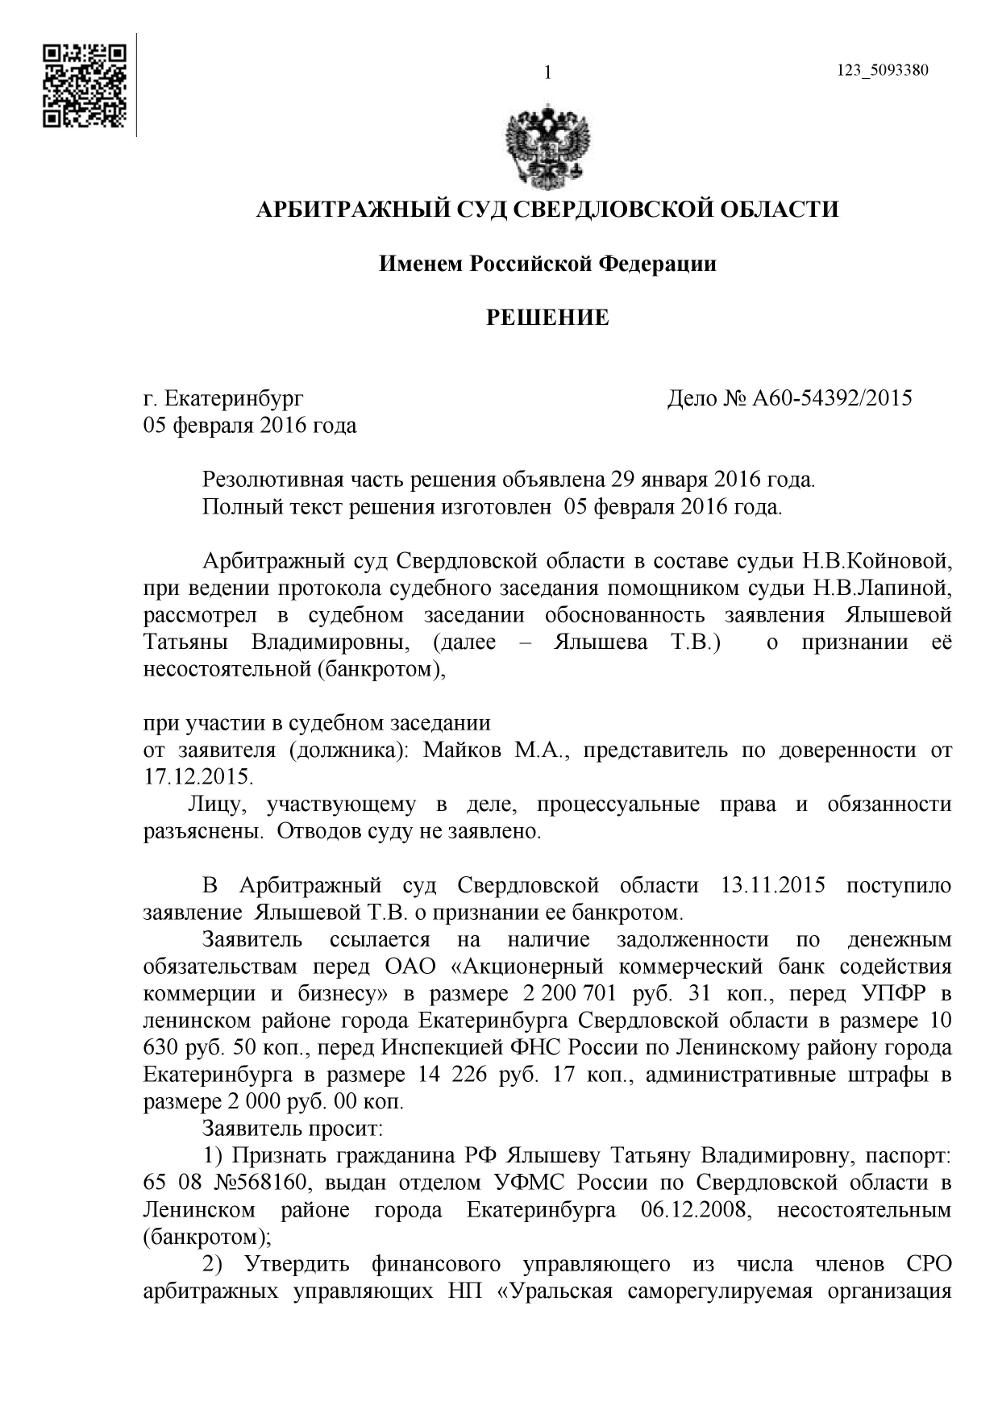 1
123_5093380
АРБИТРАЖНЫЙ СУД СВЕРДЛОВСКОЙ ОБЛАСТИ
Именем Российской Федерации
РЕШЕНИЕ
г. Екатеринбург Дело № А60-54392/2015
05 февраля 2016 года
Резолютивная часть решения объявлена 29 января 2016 года.
Полный текст решения изготовлен 05 февраля 2016 года.
Арбитражный суд Свердловской области в составе судьи Н.В.Койновой,
при ведении протокола судебного заседания помощником судьи Н.В.Лапиной,
рассмотрел в судебном заседании обоснованность заявления Ялышевой
Татьяны Владимировны, (далее – Ялышева Т.В.) о признании её
несостоятельной (банкротом),
при участии в судебном заседании
от заявителя (должника): Майков М.А., представитель по доверенности от
17.12.2015.
Лицу, участвующему в деле, процессуальные права и обязанности
разъяснены. Отводов суду не заявлено.
В Арбитражный суд Свердловской области 13.11.2015 поступило
заявление Ялышевой Т.В. о признании ее банкротом.
Заявитель ссылается на наличие задолженности по денежным
обязательствам перед ОАО «Акционерный коммерческий банк содействия
коммерции и бизнесу» в размере 2 200 701 руб. 31 коп., перед УПФР в
ленинском районе города Екатеринбурга Свердловской области в размере 10
630 руб. 50 коп., перед Инспекцией ФНС России по Ленинскому району города
Екатеринбурга в размере 14 226 руб. 17 коп., административные штрафы в
размере 2 000 руб. 00 коп.
Заявитель просит:
1) Признать гражданина РФ Ялышеву Татьяну Владимировну, паспорт:
65 08 №568160, выдан отделом УФМС России по Свердловской области в
Ленинском районе города Екатеринбурга 06.12.2008, несостоятельным
(банкротом);
2) Утвердить финансового управляющего из числа членов СРО
арбитражных управляющих НП «Уральская саморегулируемая организация